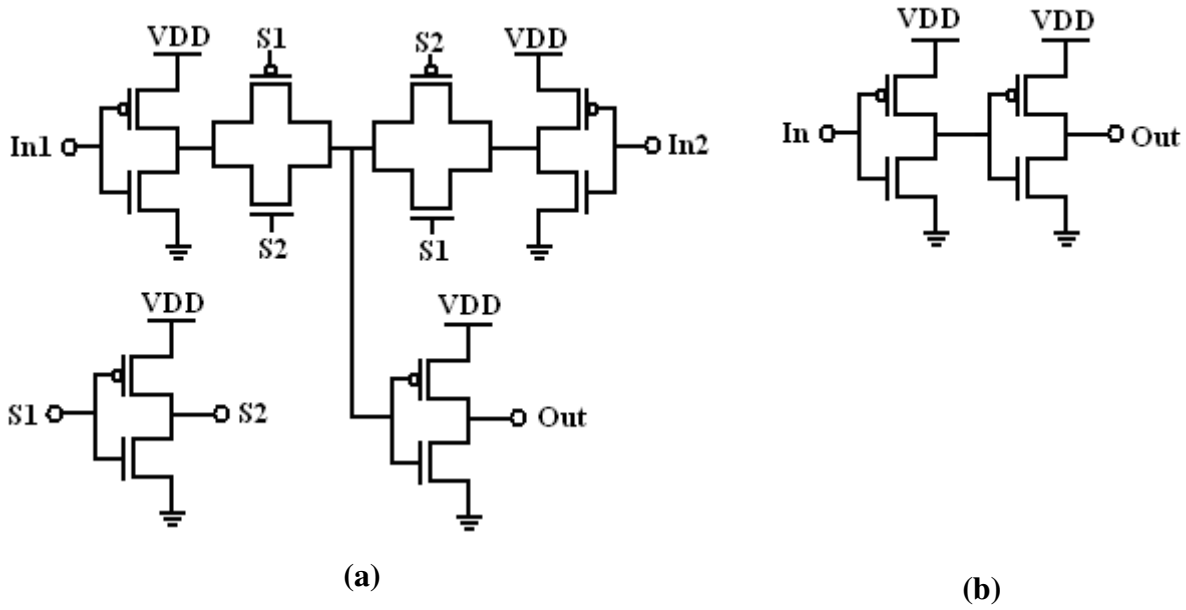 VDD S1 S2 VDD VDD VDD
In1 In2 In Out
S2 S1
VDD VDD
S1 S2 Out
(a) (b)